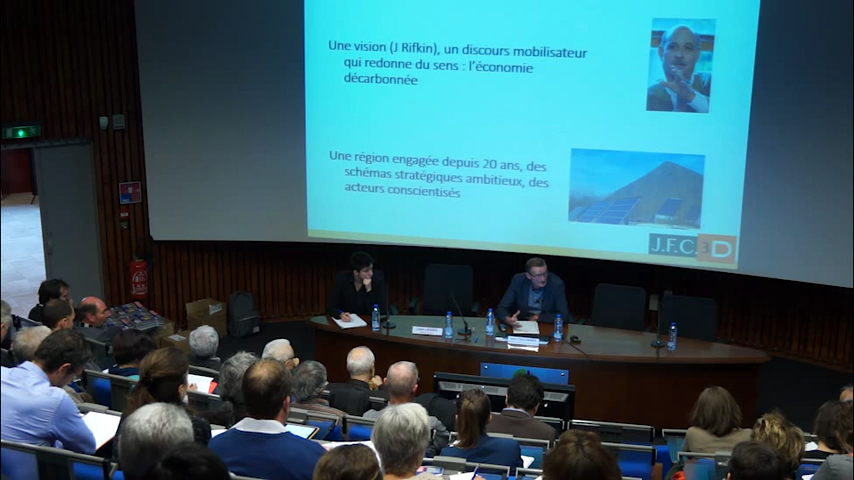 Une vision (J Rifkin), un discours mobilisateur
qui redonne du sens : l'économie
décarbonnée
Une région engagée depuis 20 ans, des
schémas stratégiques ambitieux, des
acteurs conscientisés
J.F.C.3D